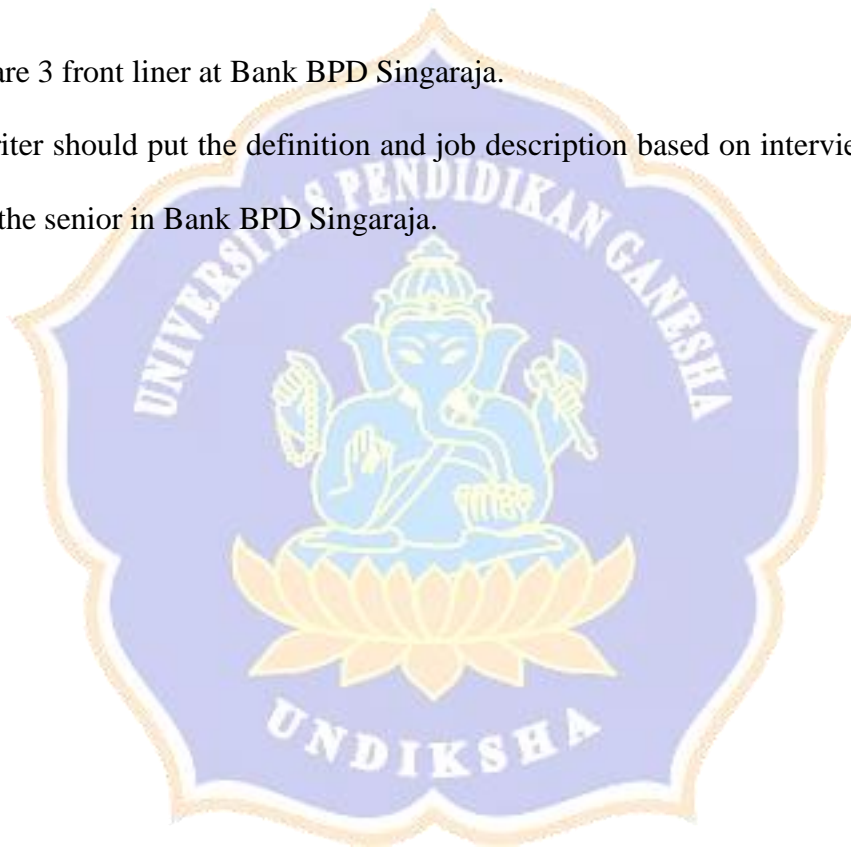 are 3 front liner at Bank BPD Singaraja.
riter should put the definition and job description based on intervie
the senior in Bank BPD Singaraja.
UNIVERSITAS PENDIDIKAN GANESHA
UNDIKSHA